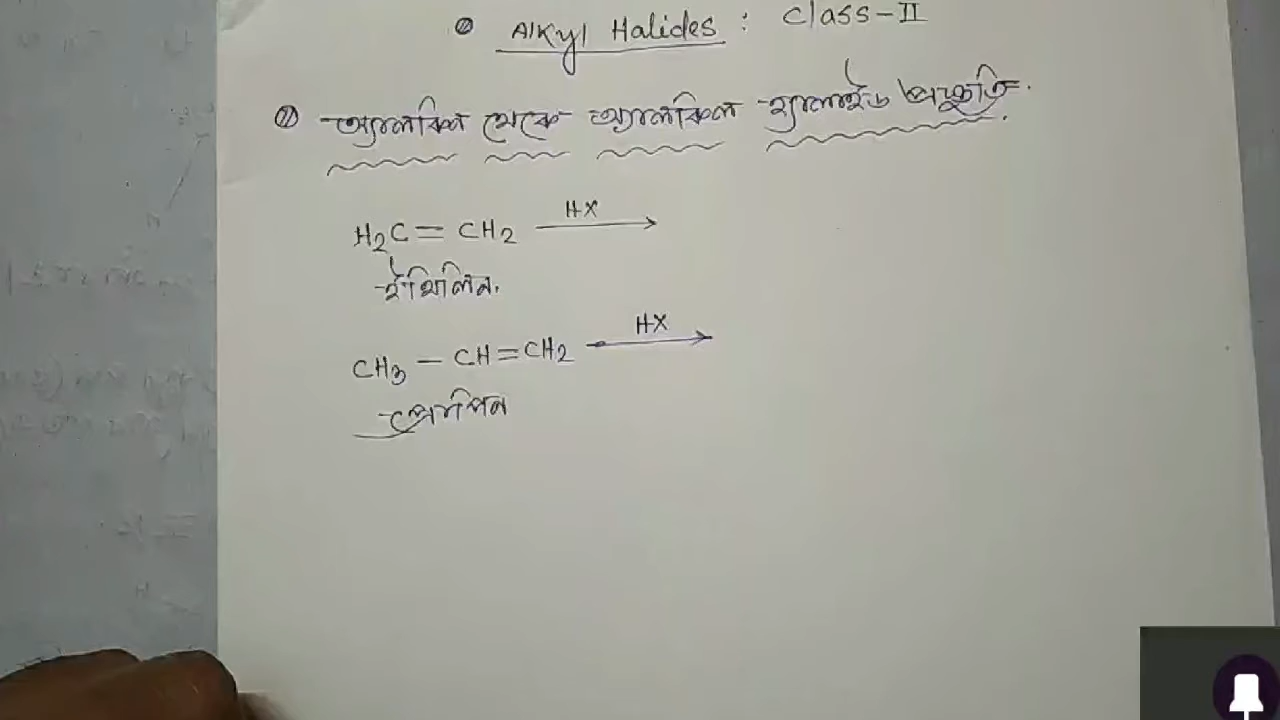 Alkyl Halides : Class-II
অ্যালকিন থেকে অ্যালকিল হ্যালাইড প্রস্তুতি.
H₂C = CH₂ HX →
ইথিলিন.
CH₃ – CH = CH₂ HX →
প্রোপিন